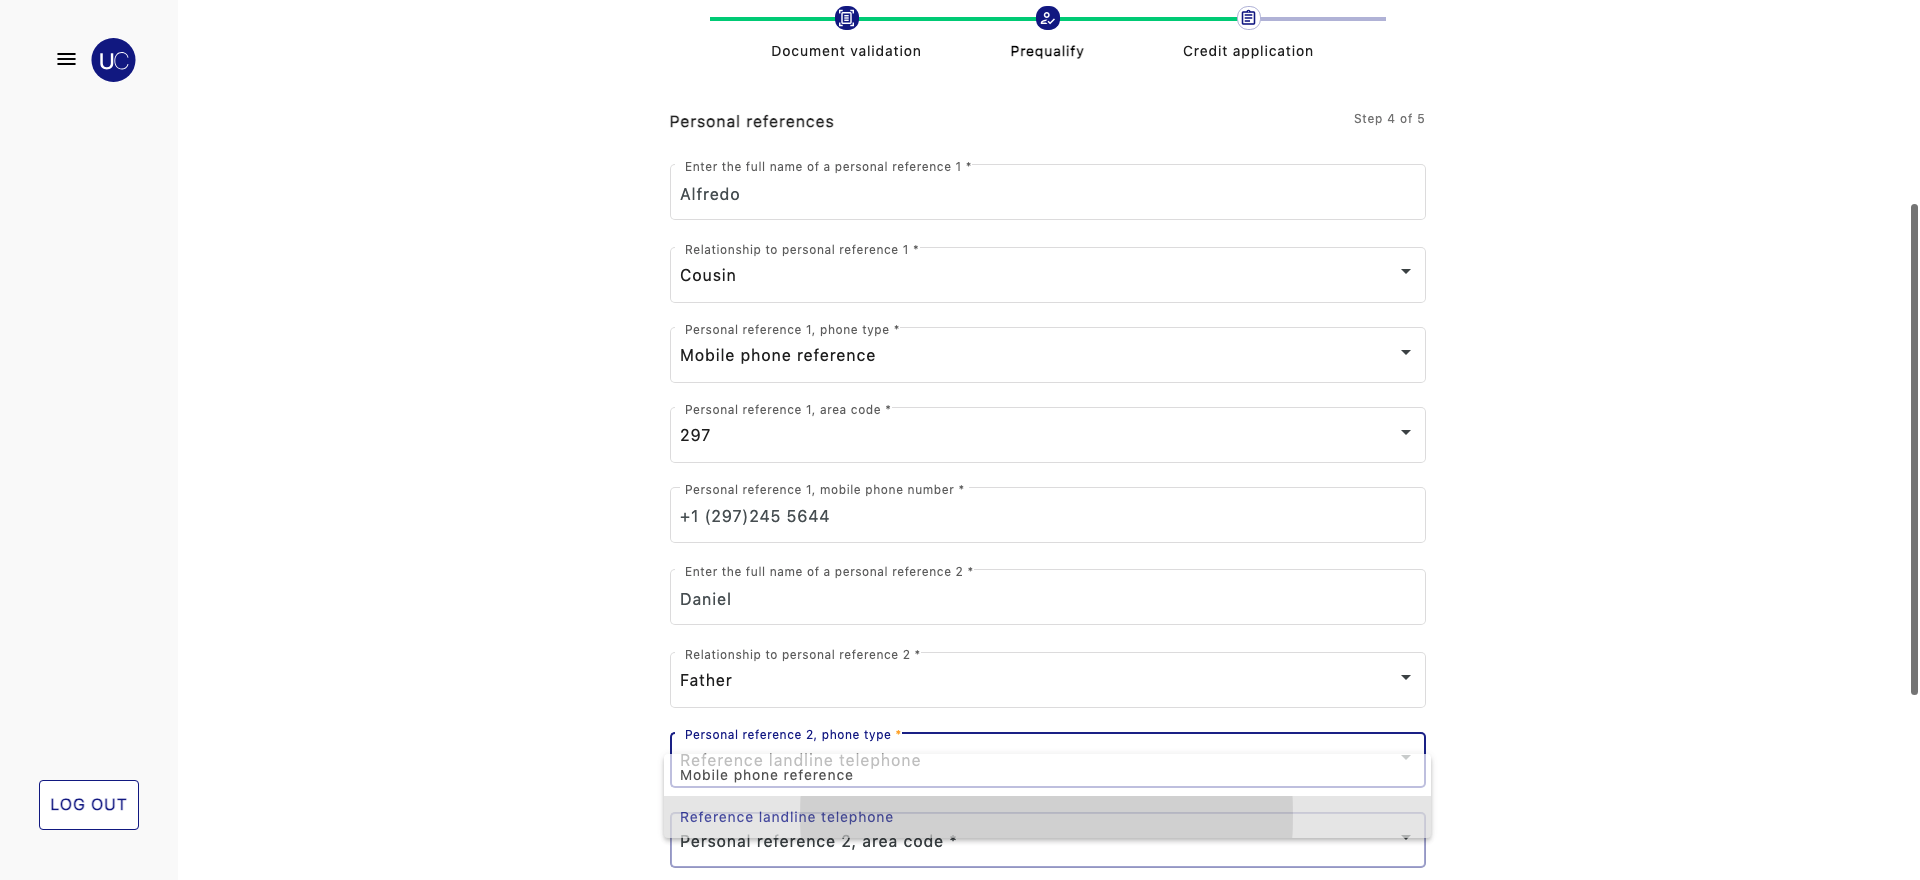 UC
Document validation
Prequalify
Credit application
Personal references
Step 4 of 5
Enter the full name of a personal reference 1 *
Alfredo
Relationship to personal reference 1 *
Cousin
Personal reference 1, phone type *
Mobile phone reference
Personal reference 1, area code *
297
Personal reference 1, mobile phone number *
+1 (297)245 5644
Enter the full name of a personal reference 2 *
Daniel
Relationship to personal reference 2 *
Father
Personal reference 2, phone type *
Reference landline telephone
Mobile phone reference
Reference landline telephone
Personal reference 2, area code *
LOG OUT